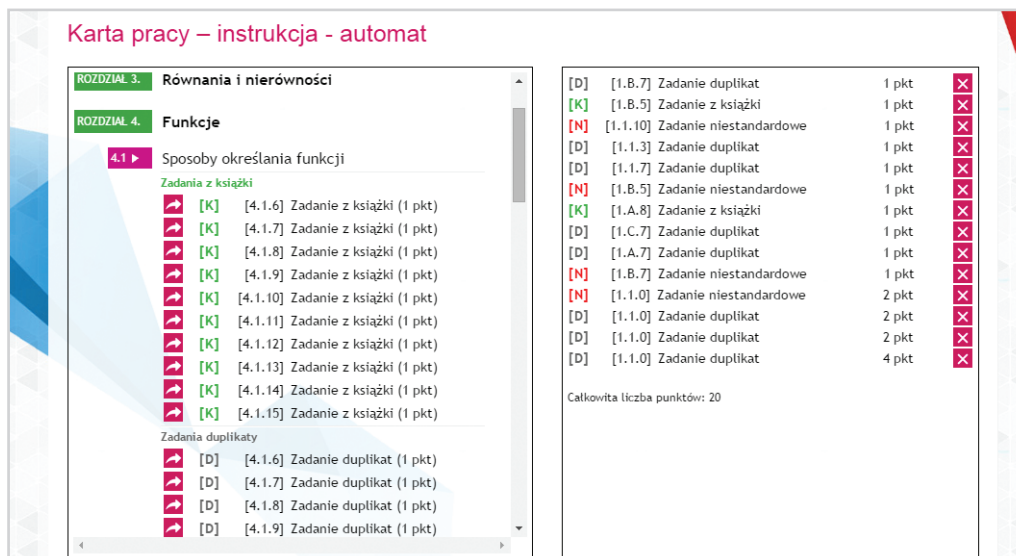 Karta pracy – instrukcja - automat
ROZDZIAŁ 3. Równania i nierówności
ROZDZIAŁ 4. Funkcje
4.1 Sposoby określania funkcji
Zadania z książki
[K] [4.1.6] Zadanie z książki (1 pkt)
[K] [4.1.7] Zadanie z książki (1 pkt)
[K] [4.1.8] Zadanie z książki (1 pkt)
[K] [4.1.9] Zadanie z książki (1 pkt)
[K] [4.1.10] Zadanie z książki (1 pkt)
[K] [4.1.11] Zadanie z książki (1 pkt)
[K] [4.1.12] Zadanie z książki (1 pkt)
[K] [4.1.13] Zadanie z książki (1 pkt)
[K] [4.1.14] Zadanie z książki (1 pkt)
[K] [4.1.15] Zadanie z książki (1 pkt)
Zadania duplikaty
[D] [4.1.6] Zadanie duplikat (1 pkt)
[D] [4.1.7] Zadanie duplikat (1 pkt)
[D] [4.1.8] Zadanie duplikat (1 pkt)
[D] [4.1.9] Zadanie duplikat (1 pkt)
[D] [1.B.7] Zadanie duplikat 1 pkt
[K] [1.B.5] Zadanie z książki 1 pkt
[N] [1.1.10] Zadanie niestandardowe 1 pkt
[D] [1.1.3] Zadanie duplikat 1 pkt
[D] [1.1.7] Zadanie duplikat 1 pkt
[N] [1.B.5] Zadanie niestandardowe 1 pkt
[K] [1.A.8] Zadanie z książki 1 pkt
[D] [1.C.7] Zadanie duplikat 1 pkt
[D] [1.A.7] Zadanie duplikat 1 pkt
[N] [1.B.7] Zadanie niestandardowe 1 pkt
[N] [1.1.0] Zadanie niestandardowe 2 pkt
[D] [1.1.0] Zadanie duplikat 2 pkt
[D] [1.1.0] Zadanie duplikat 2 pkt
[D] [1.1.0] Zadanie duplikat 4 pkt
Całkowita liczba punktów: 20